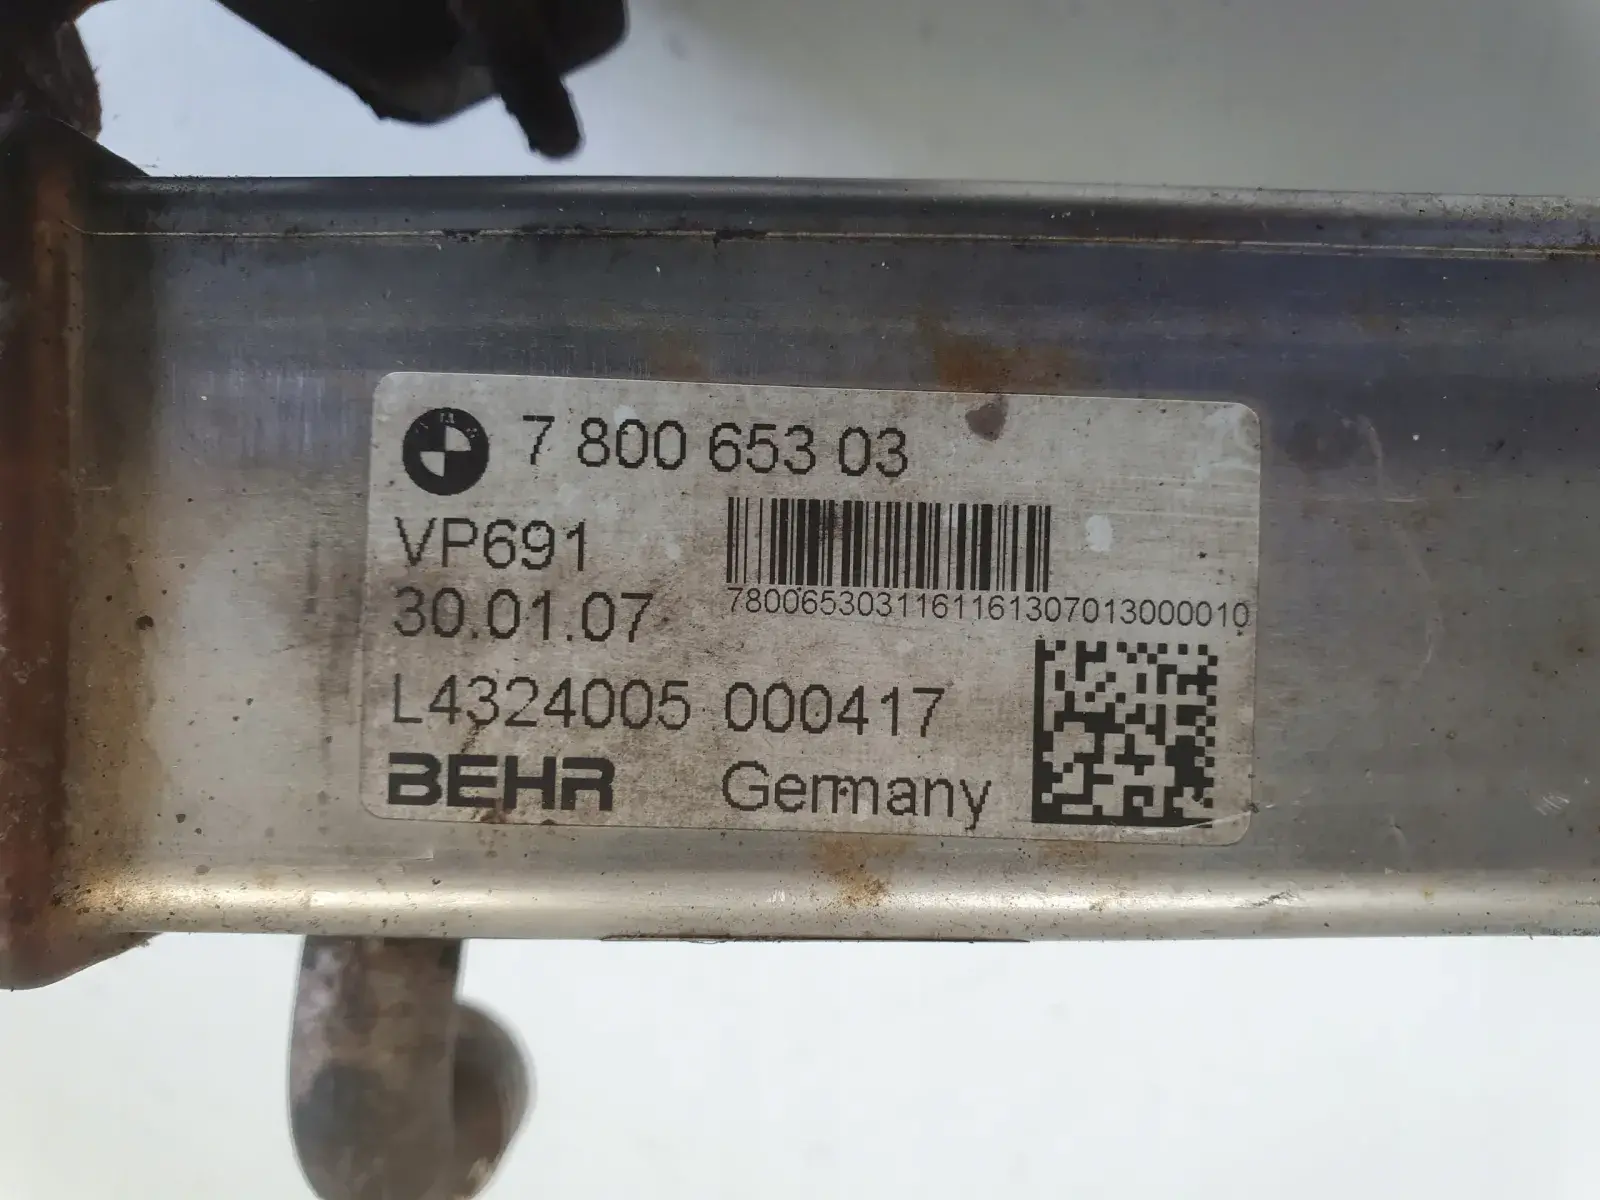 7 800 653 03
VP691
30.01.07
7800653031161161307013000010
L4324005 000417
BEHR Germany